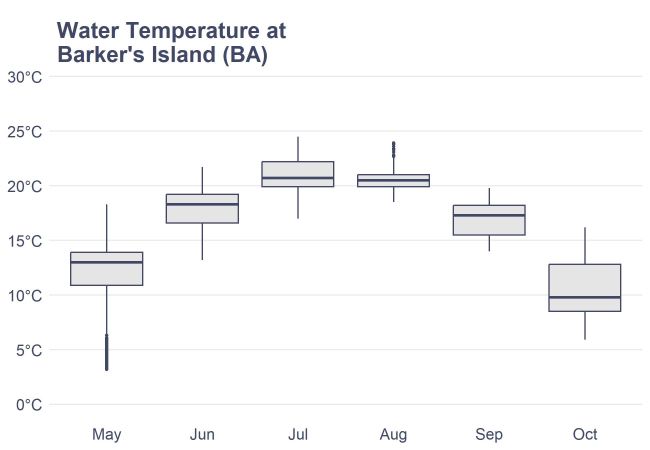 Water Temperature at
Barker's Island (BA)
30°C
25°C
20°C
15°C
10°C
5°C
0°C
May Jun Jul Aug Sep Oct